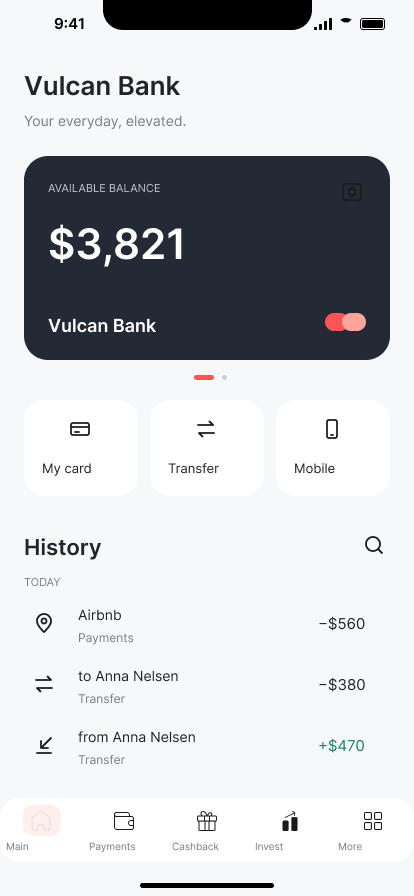 9:41
Vulcan Bank
Your everyday, elevated.
AVAILABLE BALANCE
$3,821
Vulcan Bank
My card
Transfer
Mobile
History
TODAY
Airbnb
Payments
−$560
to Anna Nelsen
Transfer
−$380
from Anna Nelsen
Transfer
+$470
Main
Payments
Cashback
Invest
More